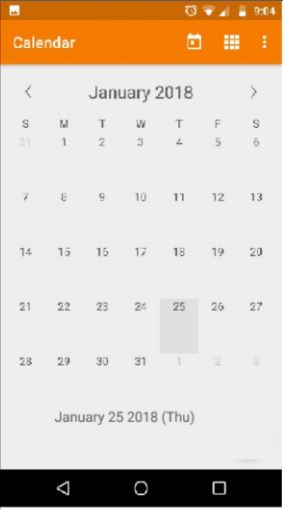 9:04
Calendar
January 2018
S M T W T F S
31 1 2 3 4 5 6
7 8 9 10 11 12 13
14 15 16 17 18 19 20
21 22 23 24 25 26 27
28 29 30 31 1 2 3
January 25 2018 (Thu)